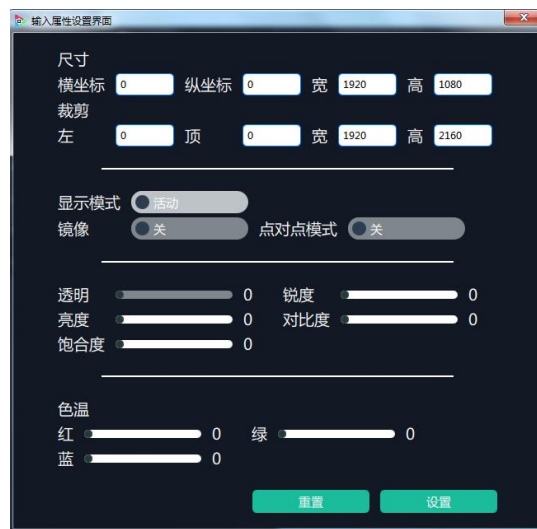 输入属性设置界面
尺寸
横坐标 0 纵坐标 0 宽 1920 高 1080
裁剪
左 0 顶 0 宽 1920 高 2160
显示模式 活动
镜像 关 点对点模式 关
透明 0 锐度 0
亮度 0 对比度 0
饱合度 0
色温
红 0 绿 0
蓝 0
重置 设置